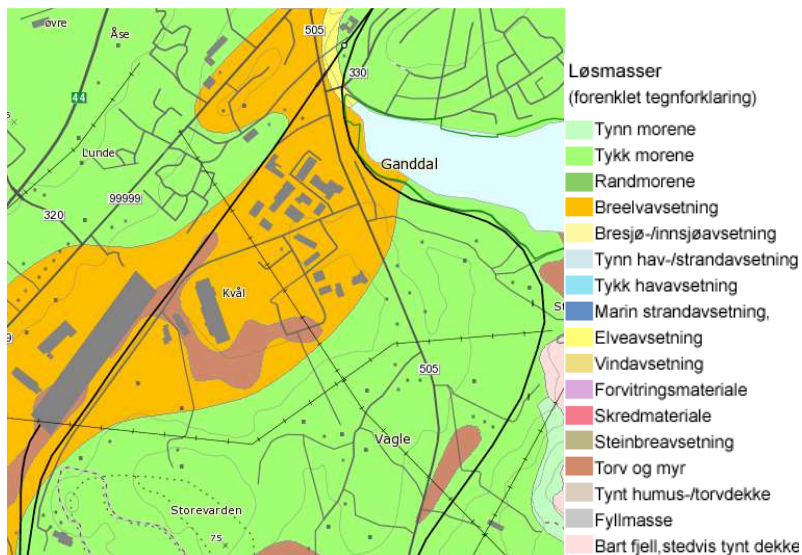 øvre
Åse
505
330
44
Ganddal
Lunde
99999
320
Kvål
505
Vagle
Storevarden
75
Løsmasser
(forenklet tegnforklaring)
Tynn morene
Tykk morene
Randmorene
Breelvavsetning
Bresjø-/innsjøavsetning
Tynn hav-/strandavsetning
Tykk havavsetning
Marin strandavsetning,
Elveavsetning
Vindavsetning
Forvitringsmateriale
Skredmateriale
Steinbreavsetning
Torv og myr
Tynt humus-/torvdekke
Fyllmasse
Bart fjell,stedvis tynt dekke